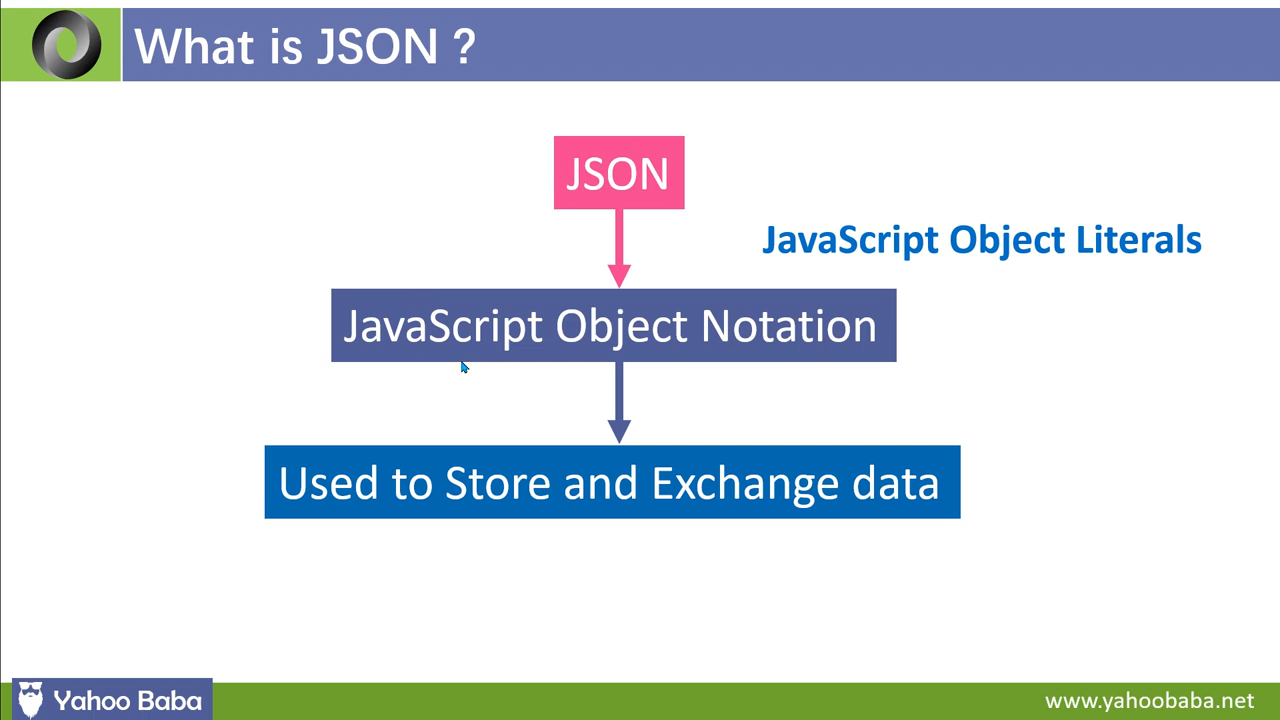 What is JSON ?
JSON
JavaScript Object Literals
JavaScript Object Notation
Used to Store and Exchange data
Yahoo Baba
www.yahoobaba.net